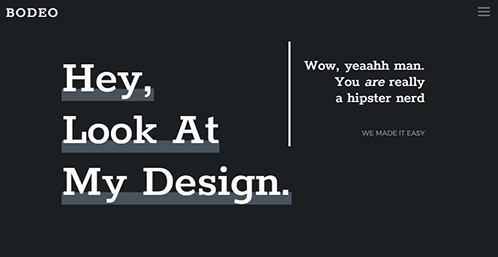 BODEO
Hey,
Look At
My Design.
Wow, yeaahh man.
You are really
a hipster nerd
WE MADE IT EASY